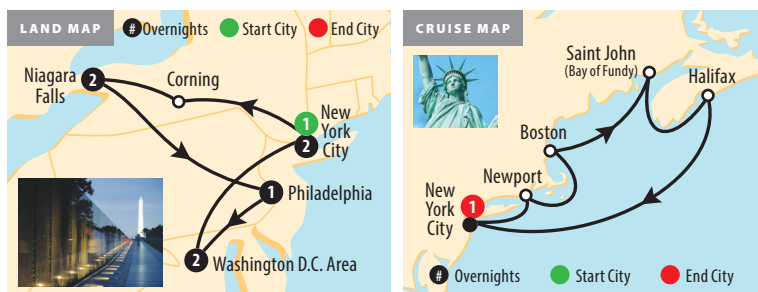 LAND MAP
# Overnights
Start City
End City
Niagara
Falls
2
Corning
1
2
New
York
City
1
Philadelphia
2
Washington D.C. Area
CRUISE MAP
Saint John
(Bay of Fundy)
Halifax
Boston
Newport
New
York
City
1
# Overnights
Start City
End City